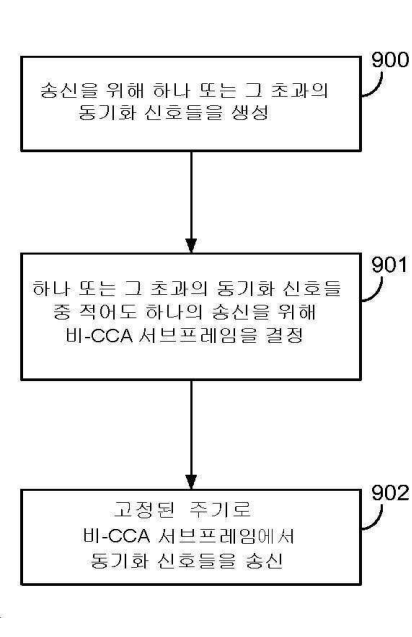 900
송신을 위해 하나 또는 그 초과의
동기화 신호들을 생성
901
하나 또는 그 초과의 동기화 신호들
중 적어도 하나의 송신을 위해
비-CCA 서브프레임을 결정
902
고정된 주기로
비-CCA 서브프레임에서
동기화 신호들을 송신